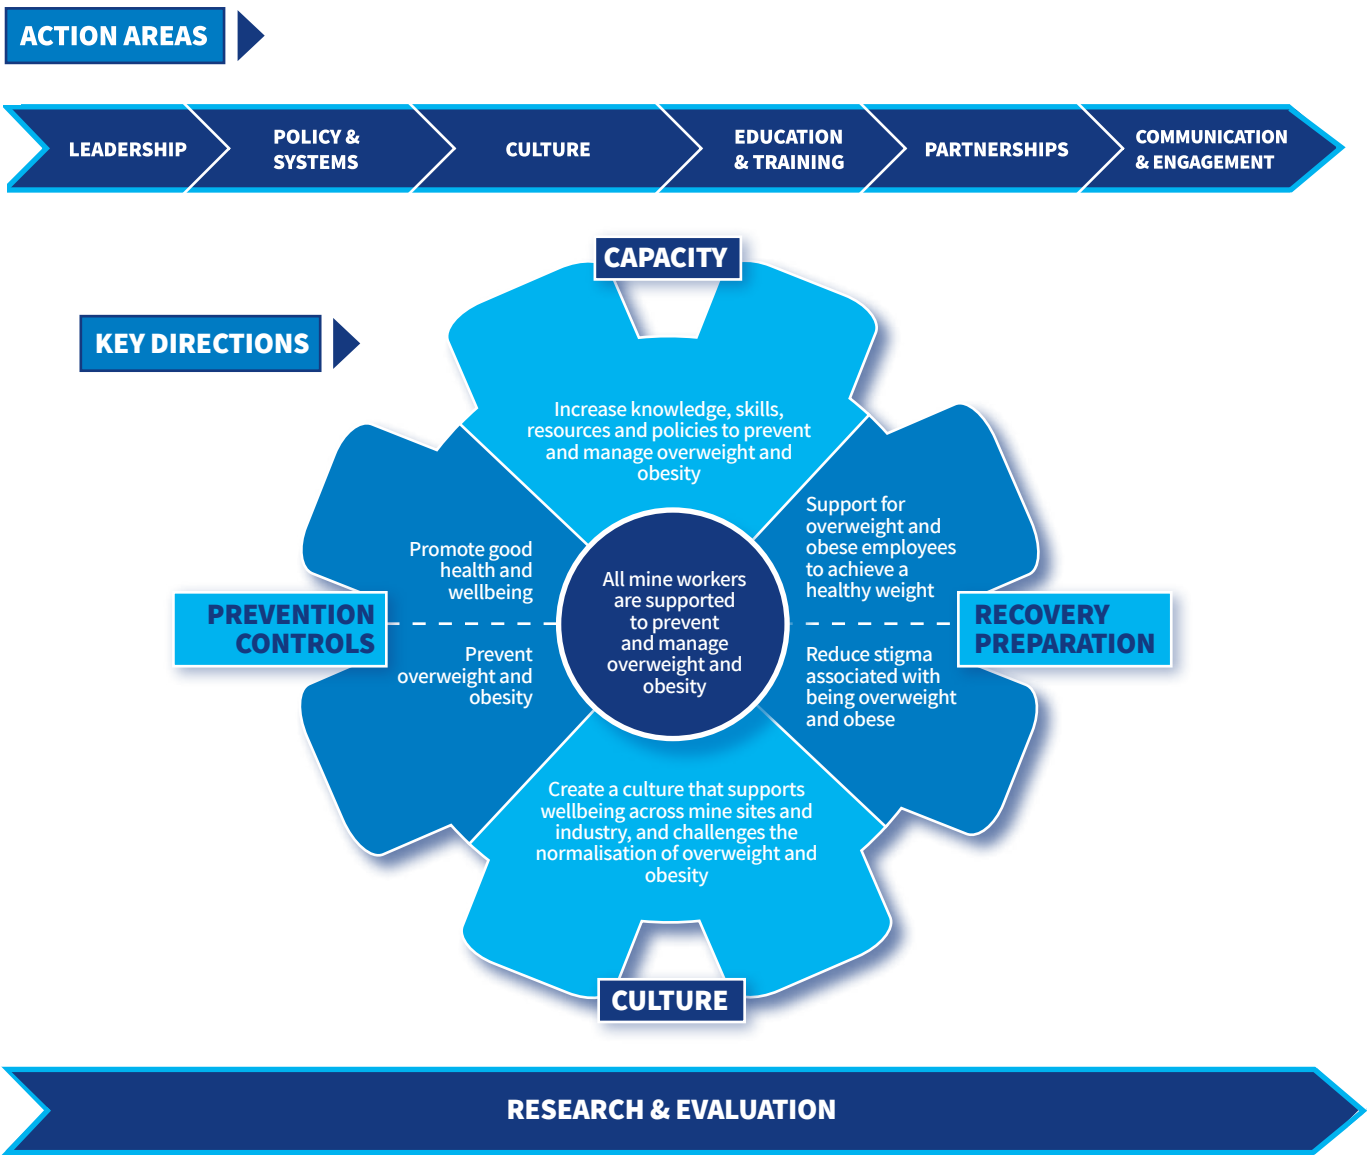 ACTION AREAS
LEADERSHIP
POLICY &
SYSTEMS
CULTURE
EDUCATION
& TRAINING
PARTNERSHIPS
COMMUNICATION
& ENGAGEMENT
CAPACITY
KEY DIRECTIONS
Increase knowledge, skills,
resources and policies to prevent
and manage overweight and
obesity
Promote good
health and
wellbeing
PREVENTION
CONTROLS
Prevent
overweight and
obesity
All mine workers
are supported
to prevent
and manage
overweight and
obesity
Support for
overweight and
obese employees
to achieve a
healthy weight
RECOVERY
PREPARATION
Reduce stigma
associated with
being overweight
and obese
Create a culture that supports
wellbeing across mine sites and
industry, and challenges the
normalisation of overweight and
obesity
CULTURE
RESEARCH & EVALUATION